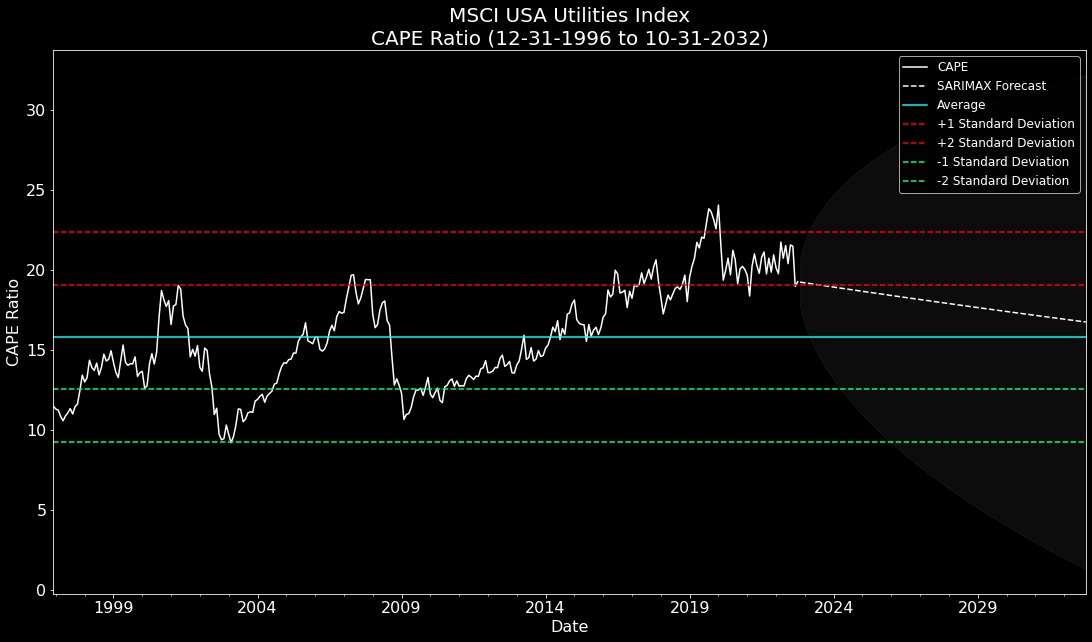 MSCI USA Utilities Index
CAPE Ratio (12-31-1996 to 10-31-2032)
CAPE
SARIMAX Forecast
Average
+1 Standard Deviation
+2 Standard Deviation
-1 Standard Deviation
-2 Standard Deviation
CAPE Ratio
30
25
20
15
10
5
0
1999 2004 2009 2014 2019 2024 2029
Date